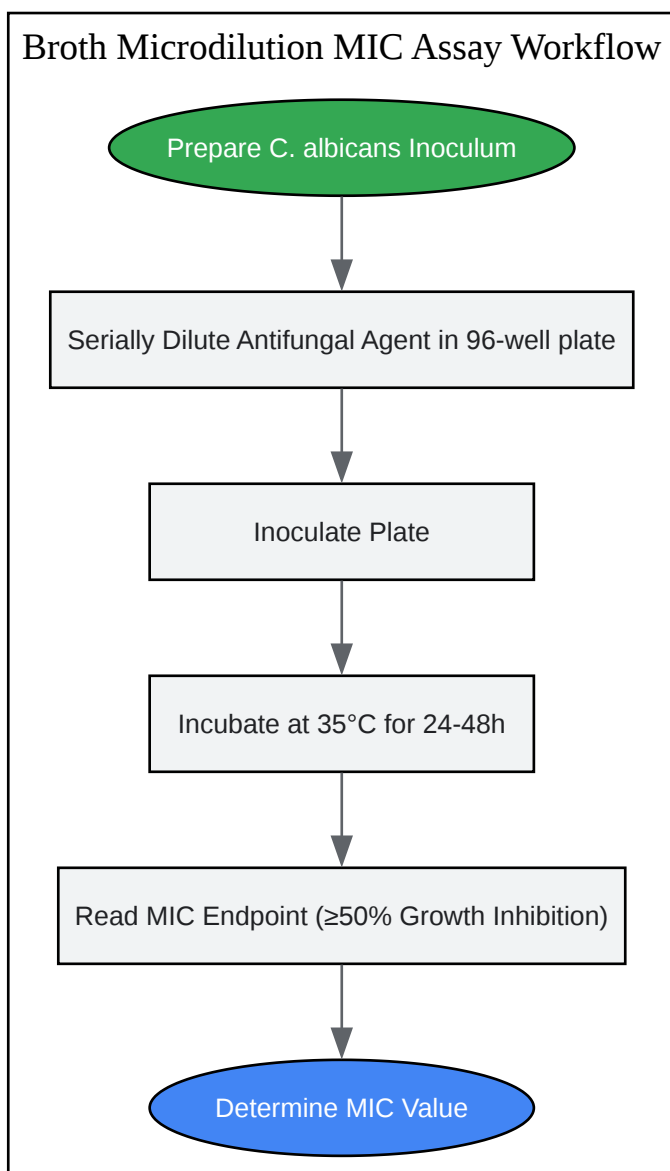 Broth Microdilution MIC Assay Workflow
Prepare C. albicans Inoculum
Serially Dilute Antifungal Agent in 96-well plate
Inoculate Plate
Incubate at 35°C for 24-48h
Read MIC Endpoint (≥50% Growth Inhibition)
Determine MIC Value